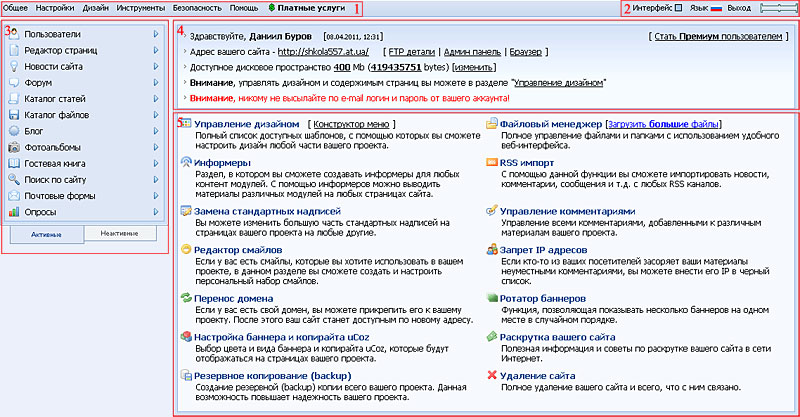 Общее Настройки Дизайн Инструменты Безопасность Помощь Платные услуги 1
2 Интерфейс Язык Выход
3
Пользователи
Редактор страниц
Новости сайта
Форум
Каталог статей
Каталог файлов
Блог
Фотоальбомы
Гостевая книга
Поиск по сайту
Почтовые формы
Опросы
Активные Неактивные
4
Здравствуйте, Даниил Буров [08.04.2011, 12:31] [ Стать Премиум пользователем ]
Адрес вашего сайта - http://shkola557.at.ua/ [ FTP детали | Админ панель | Браузер ]
Доступное дисковое пространство 400 Mb (419435751 bytes) [изменить]
Внимание, управлять дизайном и содержимым страниц вы можете в разделе "Управление дизайном"
Внимание, никому не высылайте по e-mail логин и пароль от вашего аккаунта!
5
Управление дизайном [ Конструктор меню ]
Полный список доступных шаблонов, с помощью которых вы сможете
настроить дизайн любой части вашего проекта.
Файловый менеджер [Загрузить большие файлы]
Полное управление файлами и папками с использованием удобного
веб-интерфейса.
Информеры
Раздел, в котором вы сможете создавать информеры для любых
контент модулей. С помощью информеров можно выводить
материалы различных модулей на любых страницах сайта.
RSS импорт
С помощью данной функции вы сможете импортировать новости,
комментарии, сообщения и т.д. с любых RSS каналов.
Замена стандартных надписей
Вы можете изменить большую часть стандартных надписей на
страницах вашего проекта на любые другие.
Управление комментариями
Управление всеми комментариями, добавленными к различным
материалам вашего проекта.
Редактор смайлов
Если у вас есть смайлы, которые вы хотите использовать в вашем
проекте, в данном разделе вы сможете создать и настроить
персональный набор смайлов.
Запрет IP адресов
Если кто-то из ваших посетителей засоряет ваши материалы
неуместными комментариями, вы можете внести его IP в черный
список.
Перенос домена
Если у вас есть свой домен, вы можете прикрепить его к вашему
проекту. После этого ваш сайт станет доступным по новому адресу.
Ротатор баннеров
Функция, позволяющая показывать несколько баннеров на одном
месте в случайном порядке.
Настройка баннера и копирайта uCoz
Выбор цвета и вида баннера и копирайта uCoz, которые будут
отображаться на страницах вашего проекта.
Раскрутка вашего сайта
Полезная информация и советы по раскрутке вашего сайта в сети
Интернет.
Резервное копирование (backup)
Создание резервной (backup) копии всего вашего проекта. Данная
возможность повышает надежность вашего проекта.
Удаление сайта
Полное удаление вашего сайта и всего, что с ним связано.